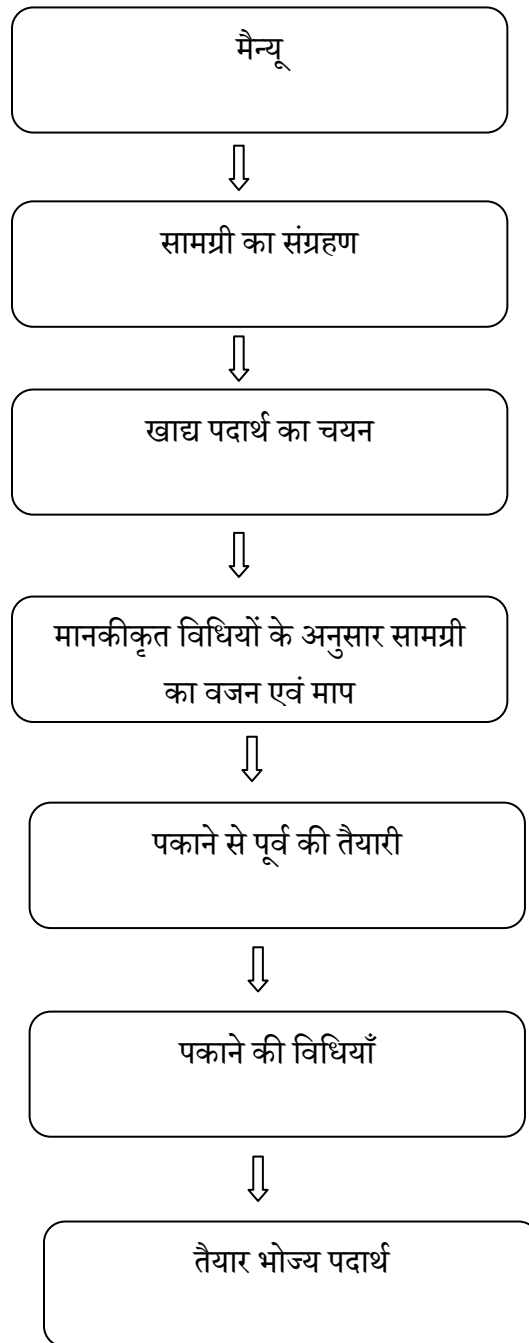 मैन्यू
सामग्री का संग्रहण
खाद्य पदार्थ का चयन
मानकीकृत विधियों के अनुसार सामग्री
का वजन एवं माप
पकाने से पूर्व की तैयारी
पकाने की विधियाँ
तैयार भोज्य पदार्थ